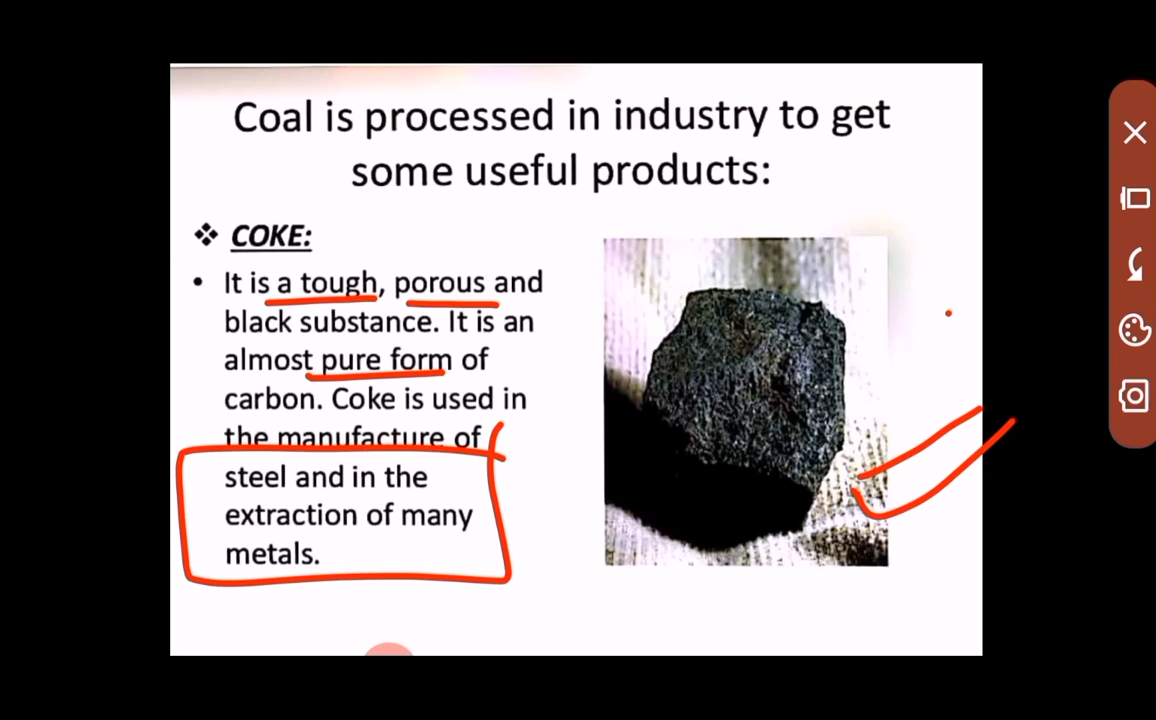 Coal is processed in industry to get
some useful products:
❖ COKE:
• It is a tough, porous and
black substance. It is an
almost pure form of
carbon. Coke is used in
the manufacture of
steel and in the
extraction of many
metals.